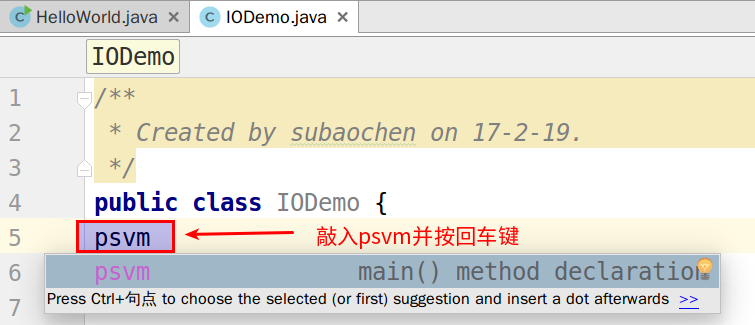 HelloWorld.java
IODemo.java
IODemo
1 /**
2 * Created by subaochen on 17-2-19.
3 */
4 public class IODemo {
5 psvm 敲入psvm并按回车键
6 psvm main() method declaration
7 Press Ctrl+句点 to choose the selected (or first) suggestion and insert a dot afterwards >>